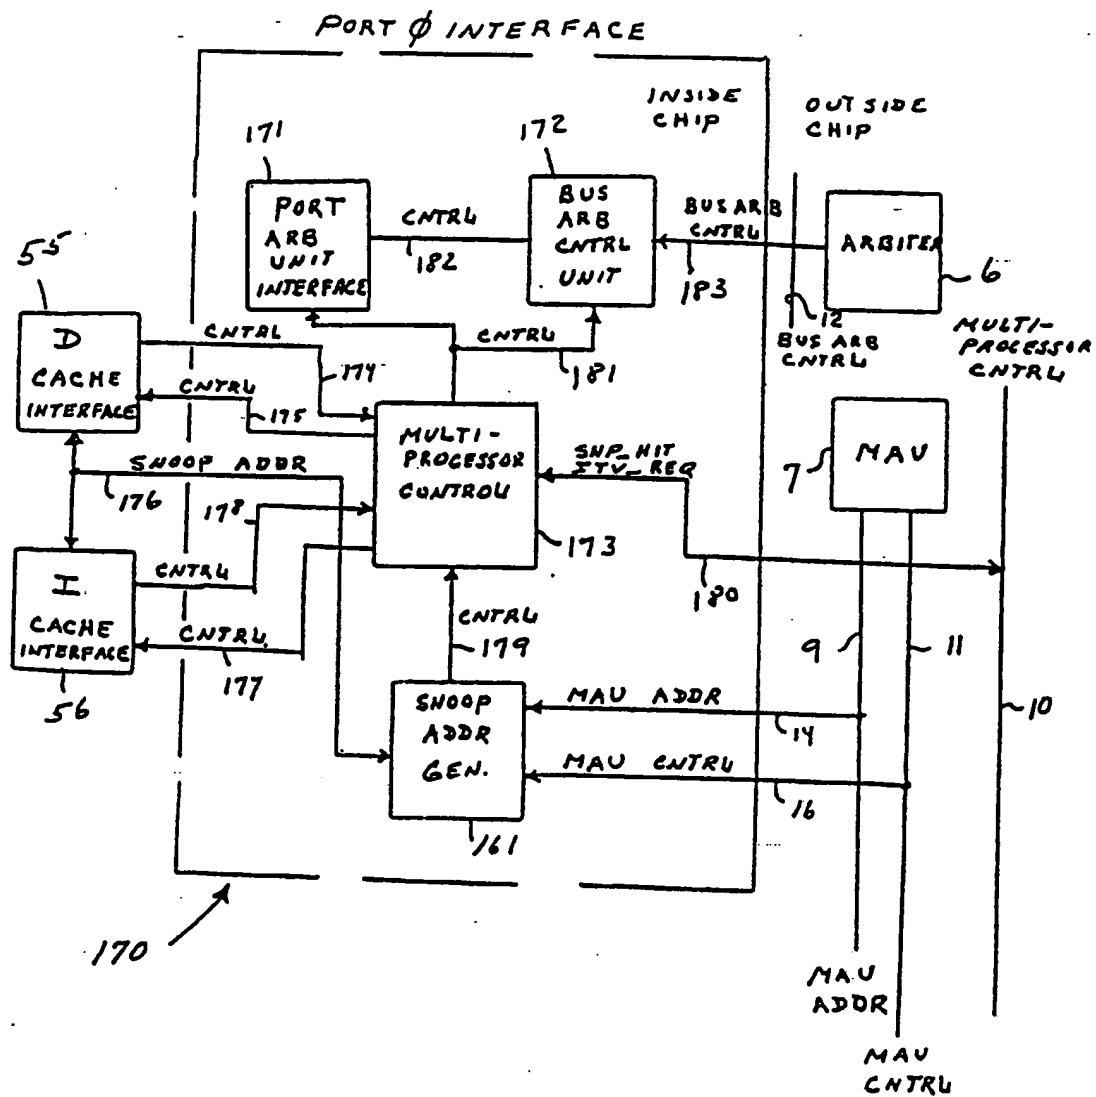 PORT Ø INTERFACE
INSIDE
CHIP
OUTSIDE
CHIP
171
172
PORT
ARB
UNIT
INTERFACE
CNTRL
182
BUS
ARB
CNTRL
UNIT
BUS ARB
CNTRL
183
ARBITER
6
12
BUS ARB
CNTRL
MULTI-
PROCESSOR
CNTRL
55
D
CACHE
INTERFACE
CNTRL
174
CNTRL
175
CNTRL
181
MULTI-
PROCESSOR
CONTROL
SNP_HIT
ITV_REQ
7
MAU
SNOOP ADDR
176
178
173
180
I
CACHE
INTERFACE
CNTRL
CNTRL
177
56
CNTRL
179
9
11
10
SNOOP
ADDR
GEN.
MAU ADDR
14
MAU CNTRL
16
161
170
MAU
ADDR
MAU
CNTRL